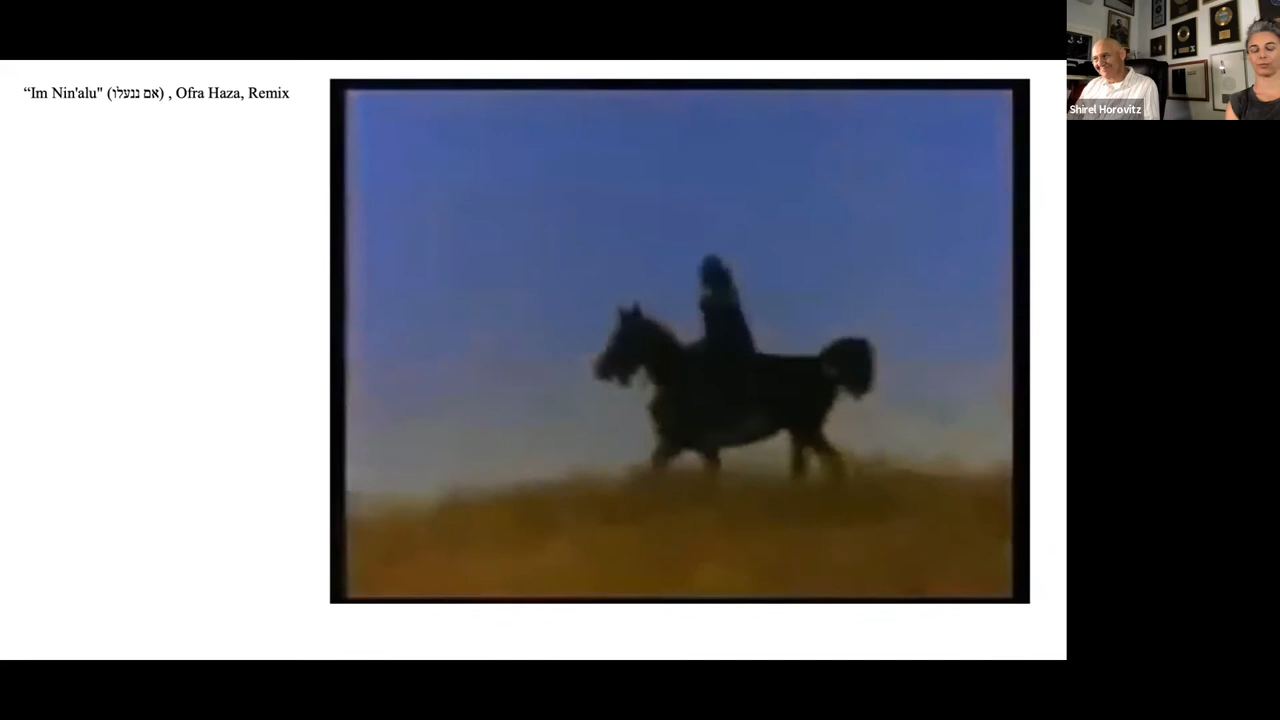 “Im Nin'alu" (אם ננעלו) , Ofra Haza, Remix
Shirel Horovitz